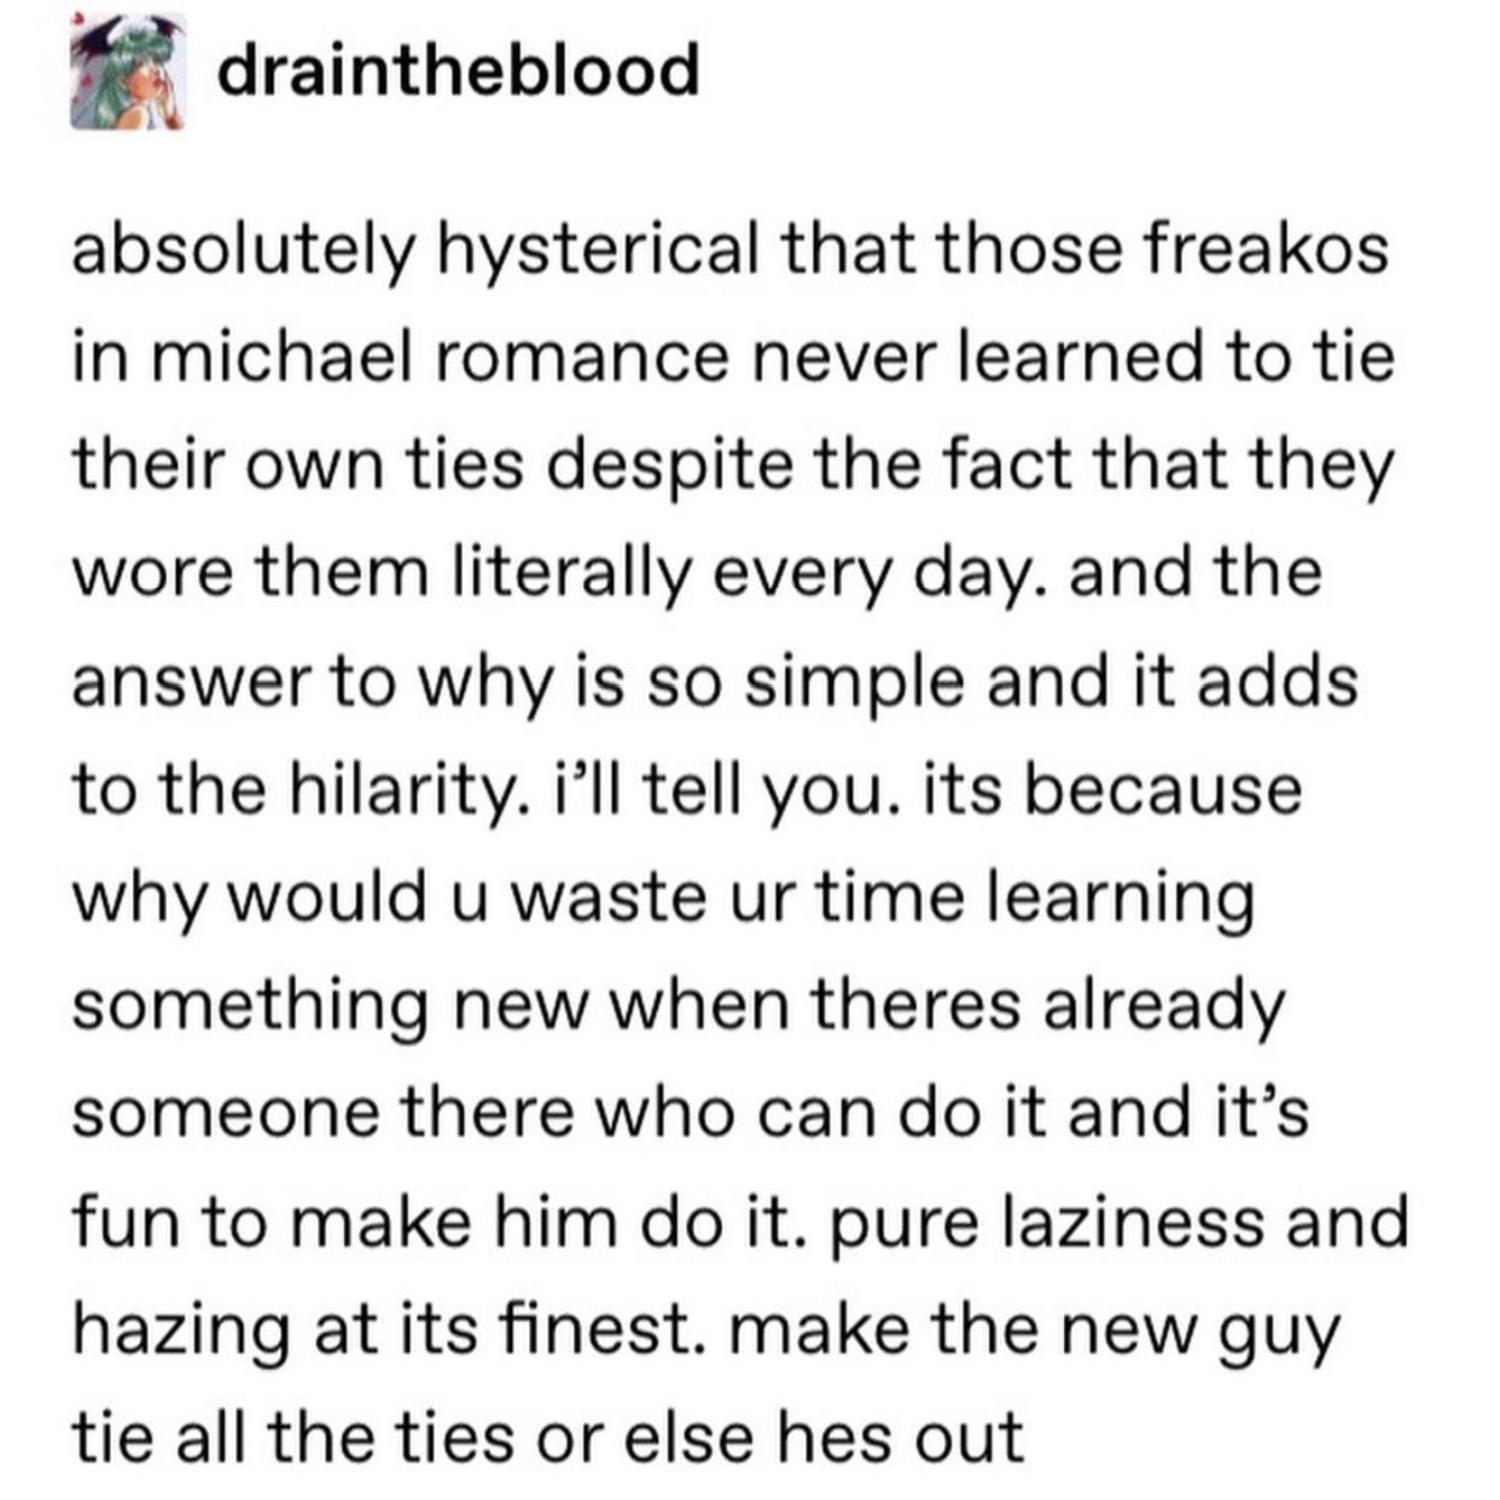 draintheblood
absolutely hysterical that those freakos
in michael romance never learned to tie
their own ties despite the fact that they
wore them literally every day. and the
answer to why is so simple and it adds
to the hilarity. i’ll tell you. its because
why would u waste ur time learning
something new when theres already
someone there who can do it and it’s
fun to make him do it. pure laziness and
hazing at its finest. make the new guy
tie all the ties or else hes out